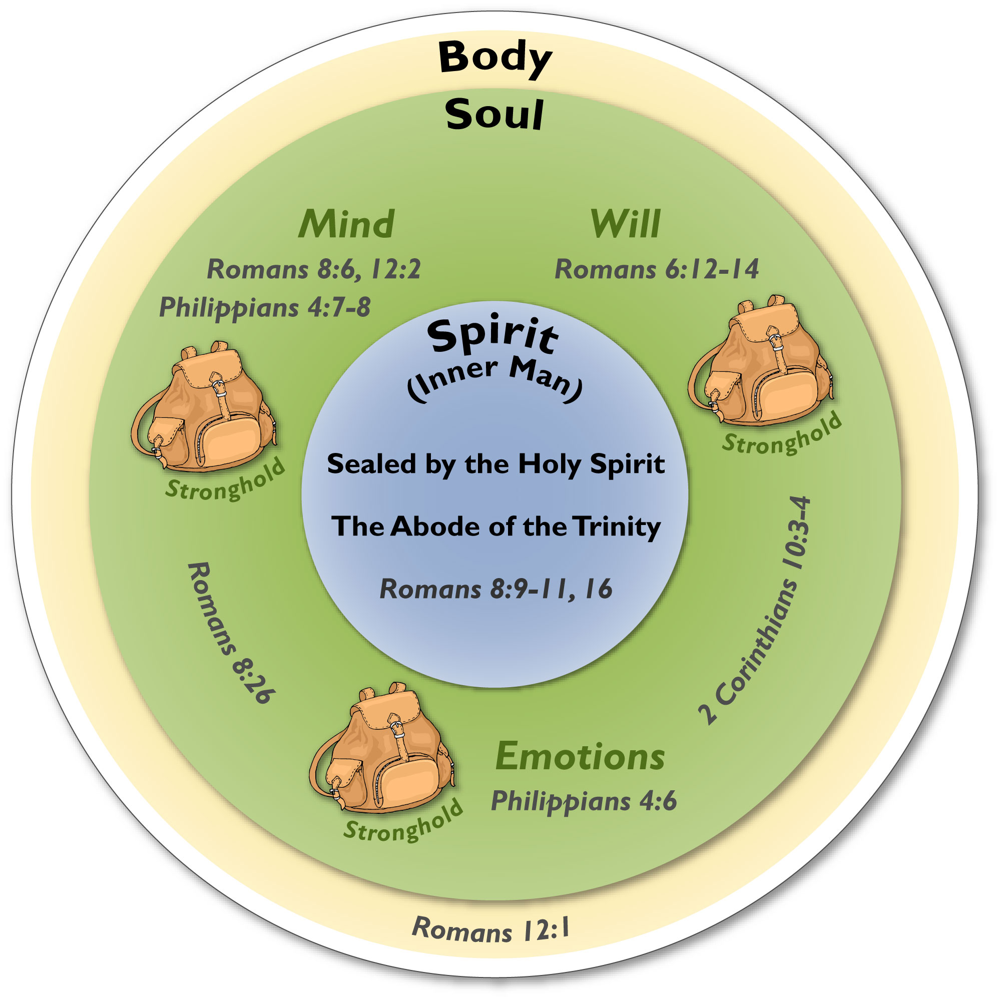 Body
Soul
Mind
Romans 8:6, 12:2
Philippians 4:7-8
Will
Romans 6:12-14
Stronghold
Stronghold
Spirit
(Inner Man)
Sealed by the Holy Spirit
The Abode of the Trinity
Romans 8:9-11, 16
Romans 8:26
2 Corinthians 10:3-4
Emotions
Philippians 4:6
Stronghold
Romans 12:1